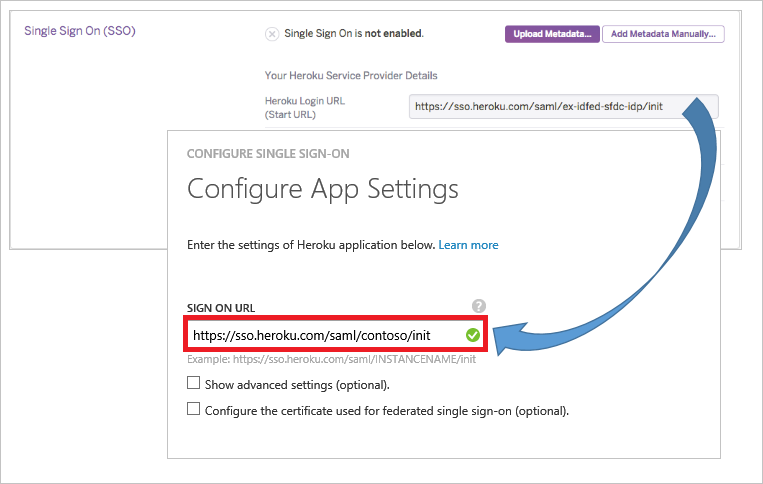 Single Sign On (SSO)
Single Sign On is not enabled.
Upload Metadata...
Add Metadata Manually...
Your Heroku Service Provider Details
Heroku Login URL
(Start URL)
https://sso.heroku.com/saml/ex-idfed-sfdc-idp/init
CONFIGURE SINGLE SIGN-ON
Configure App Settings
Enter the settings of Heroku application below. Learn more
SIGN ON URL
?
https://sso.heroku.com/saml/contoso/init
Example: https://sso.heroku.com/saml/INSTANCENAME/init
Show advanced settings (optional).
Configure the certificate used for federated single sign-on (optional).